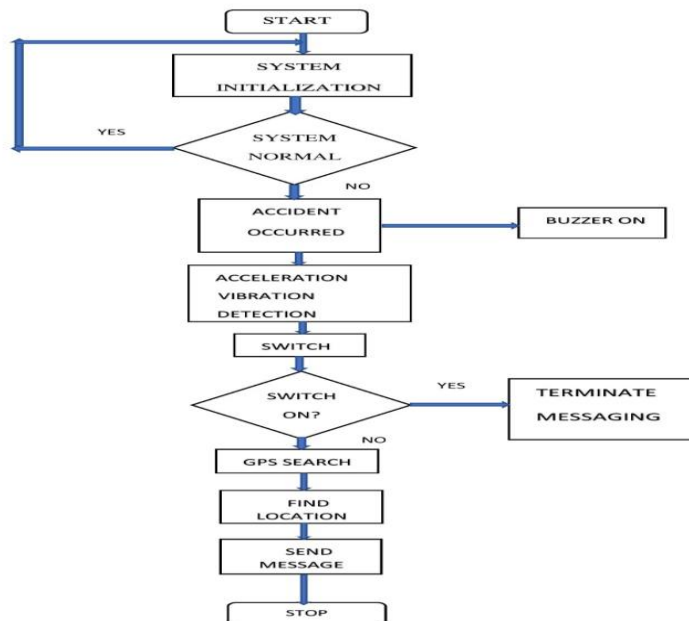 START
SYSTEM
INITIALIZATION
YES
SYSTEM
NORMAL
NO
ACCIDENT
OCCURRED
BUZZER ON
ACCELERATION
VIBRATION
DETECTION
SWITCH
SWITCH
ON?
YES
TERMINATE
MESSAGING
NO
GPS SEARCH
FIND
LOCATION
SEND
MESSAGE
STOP